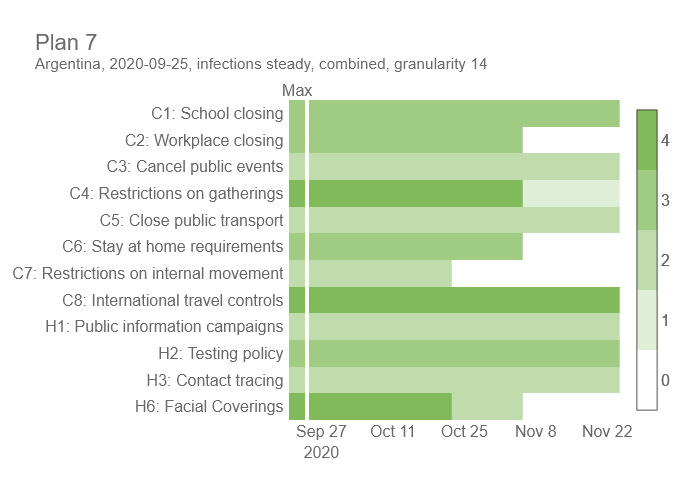 Plan 7
Argentina, 2020-09-25, infections steady, combined, granularity 14
Max
C1: School closing
C2: Workplace closing
C3: Cancel public events
C4: Restrictions on gatherings
C5: Close public transport
C6: Stay at home requirements
C7: Restrictions on internal movement
C8: International travel controls
H1: Public information campaigns
H2: Testing policy
H3: Contact tracing
H6: Facial Coverings
Sep 27 Oct 11 Oct 25 Nov 8 Nov 22
2020
4
3
2
1
0